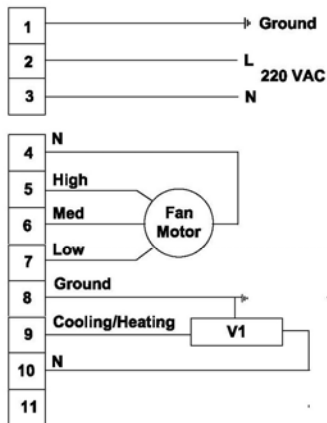 1 Ground
2 L
220 VAC
3 N
4 N
5 High
6 Med
Fan
Motor
7 Low
8 Ground
9 Cooling/Heating
V1
10 N
11